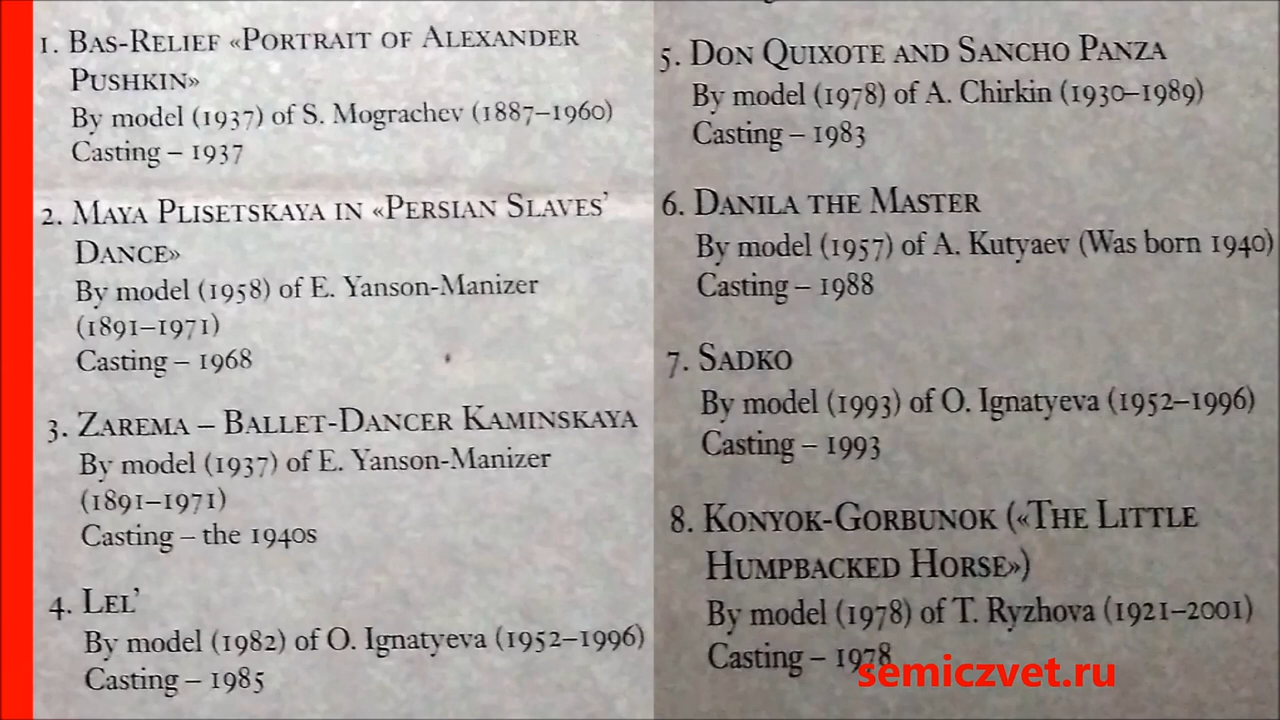 1. Bas-Relief «Portrait of Alexander
Pushkin»
By model (1937) of S. Mograchev (1887–1960)
Casting – 1937
2. Maya Plisetskaya in «Persian Slaves’
Dance»
By model (1958) of E. Yanson-Manizer
(1891–1971)
Casting – 1968
3. Zarema – Ballet-Dancer Kaminskaya
By model (1937) of E. Yanson-Manizer
(1891–1971)
Casting – the 1940s
4. Lel’
By model (1982) of O. Ignatyeva (1952–1996)
Casting – 1985
5. Don Quixote and Sancho Panza
By model (1978) of A. Chirkin (1930–1989)
Casting – 1983
6. Danila the Master
By model (1957) of A. Kutyaev (Was born 1940)
Casting – 1988
7. Sadko
By model (1993) of O. Ignatyeva (1952–1996)
Casting – 1993
8. Konyok-Gorbunok («The Little
Humpbacked Horse»)
By model (1978) of T. Ryzhova (1921–2001)
Casting – 1978
semiczvet.ru